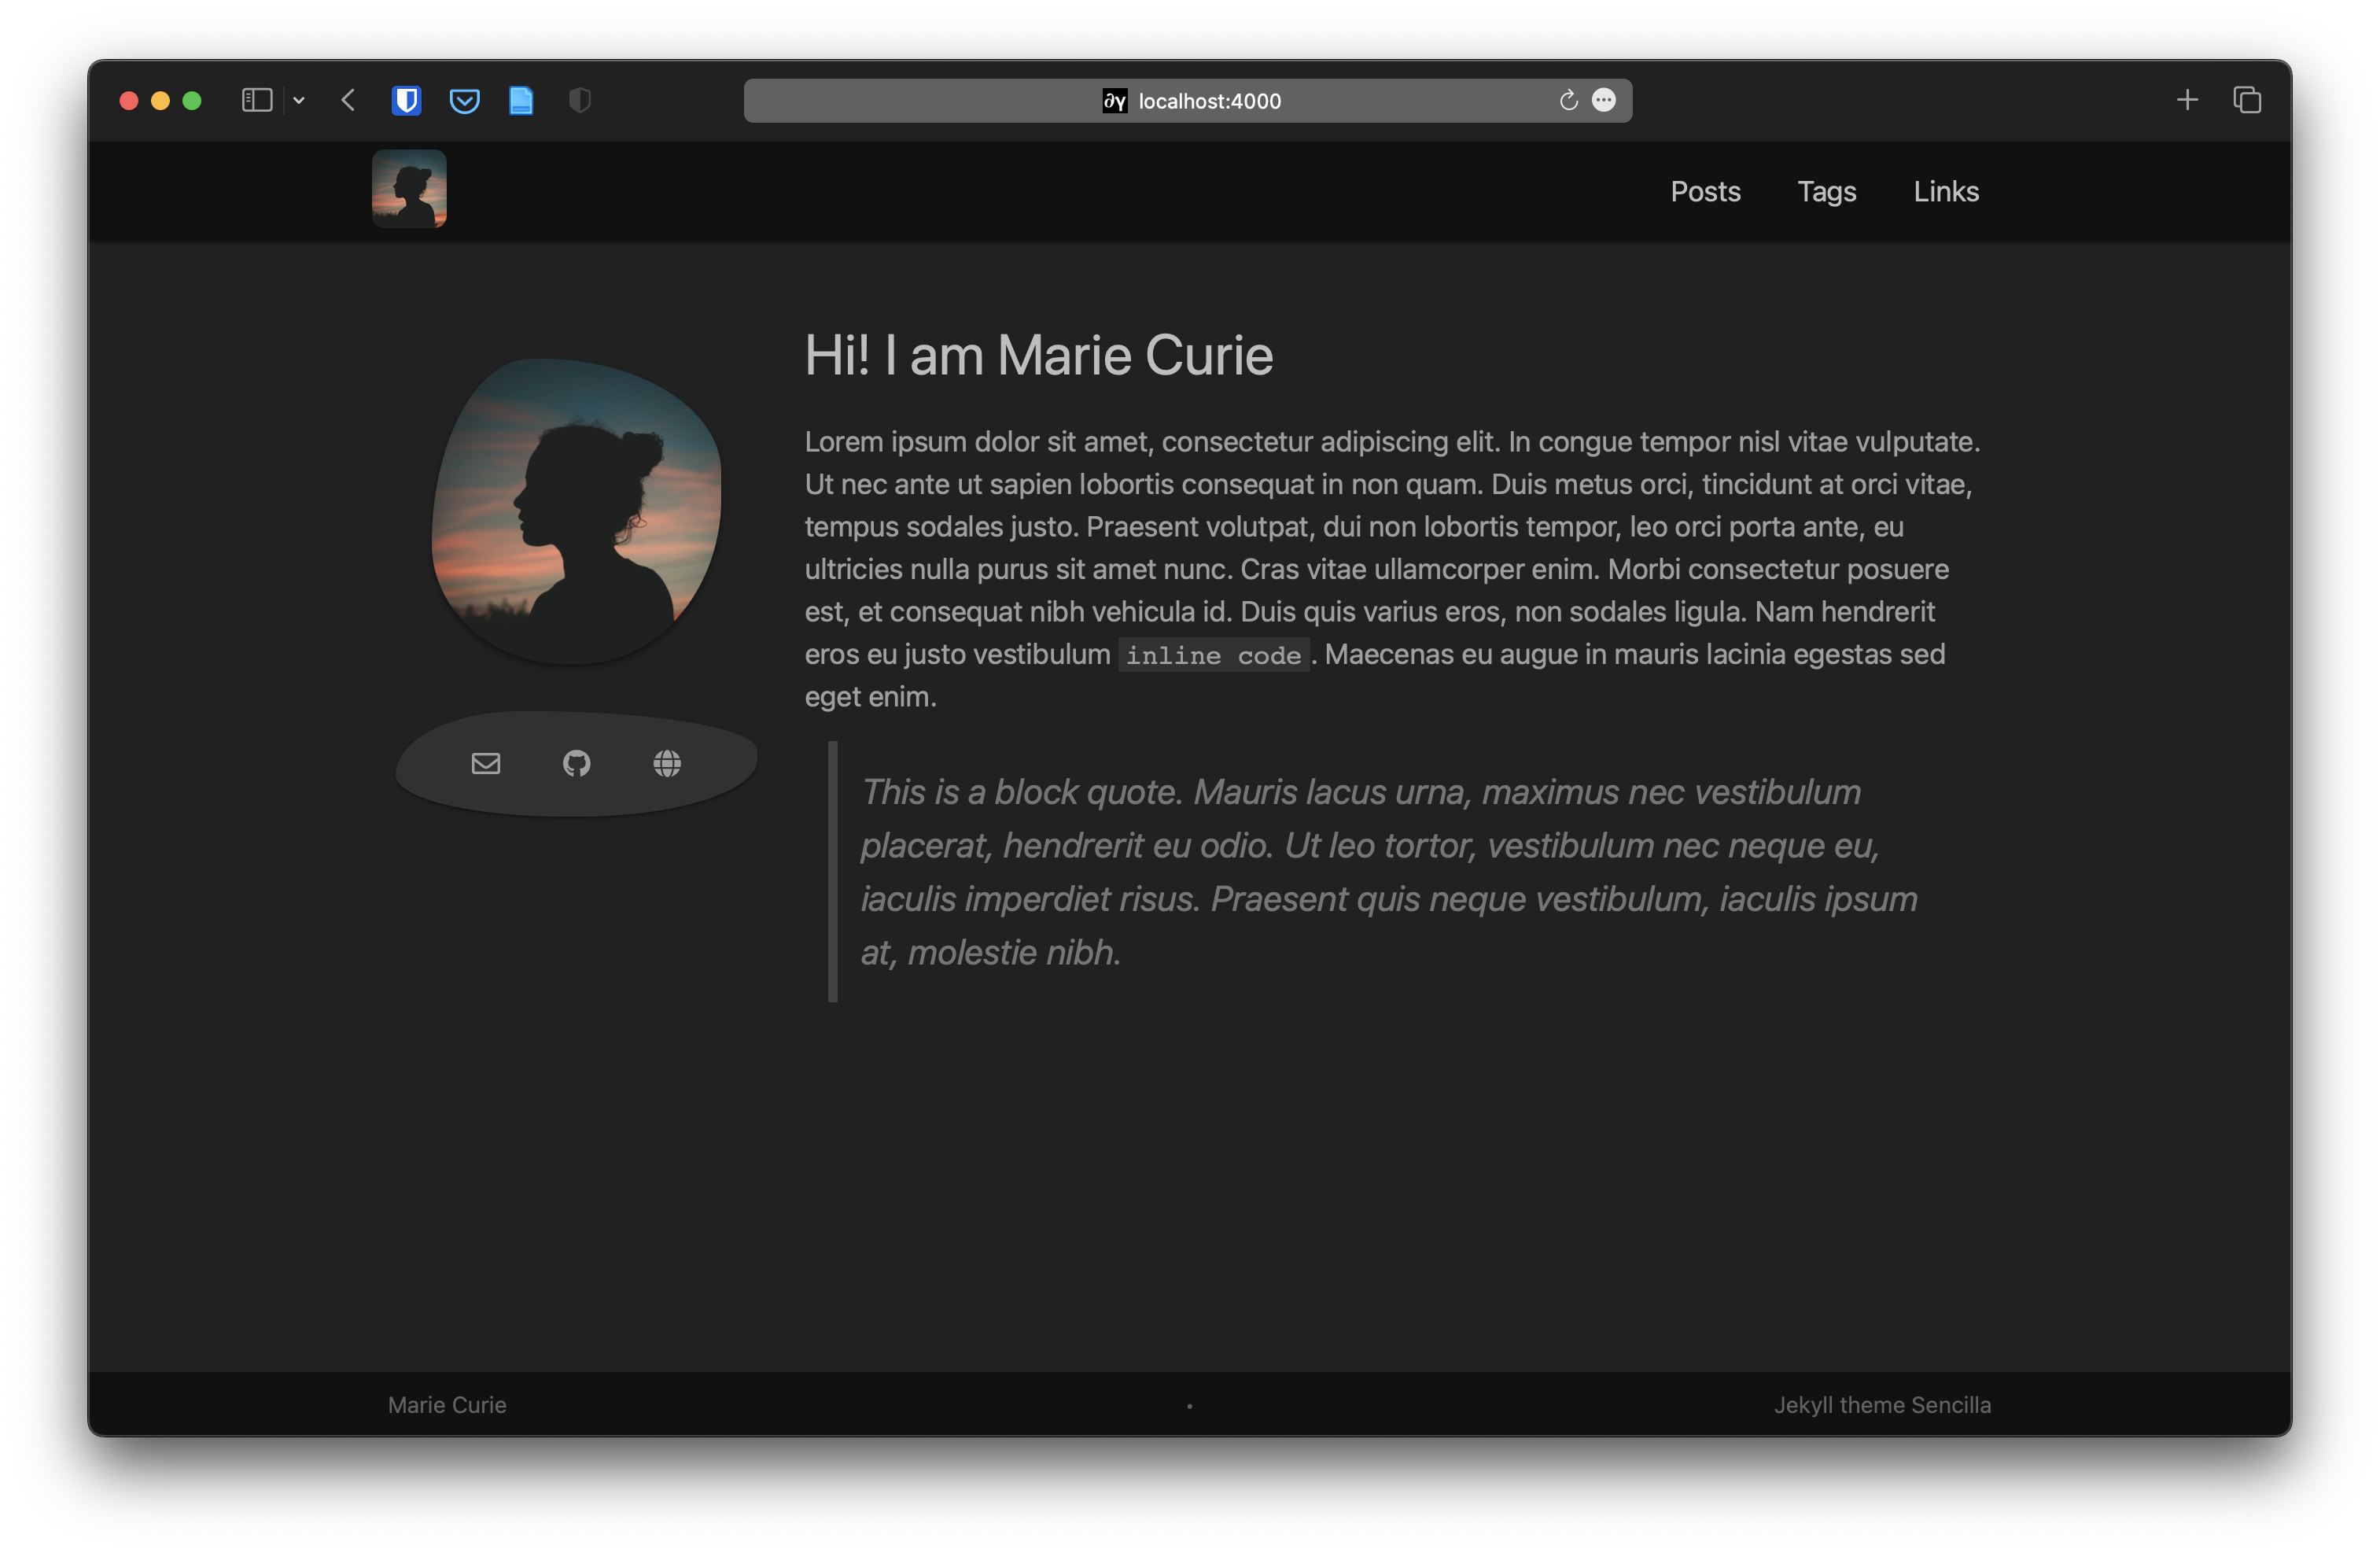 ∂γ localhost:4000
Posts Tags Links
Hi! I am Marie Curie
Lorem ipsum dolor sit amet, consectetur adipiscing elit. In congue tempor nisl vitae vulputate.
Ut nec ante ut sapien lobortis consequat in non quam. Duis metus orci, tincidunt at orci vitae,
tempus sodales justo. Praesent volutpat, dui non lobortis tempor, leo orci porta ante, eu
ultricies nulla purus sit amet nunc. Cras vitae ullamcorper enim. Morbi consectetur posuere
est, et consequat nibh vehicula id. Duis quis varius eros, non sodales ligula. Nam hendrerit
eros eu justo vestibulum inline code. Maecenas eu augue in mauris lacinia egestas sed
eget enim.
This is a block quote. Mauris lacus urna, maximus nec vestibulum
placerat, hendrerit eu odio. Ut leo tortor, vestibulum nec neque eu,
iaculis imperdiet risus. Praesent quis neque vestibulum, iaculis ipsum
at, molestie nibh.
Marie Curie • Jekyll theme Sencilla